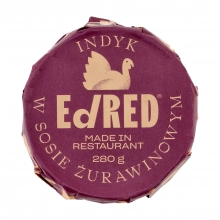 INDYK
EdRED
MADE IN
RESTAURANT
280 g
W SOSIE ŻURAWINOWYM